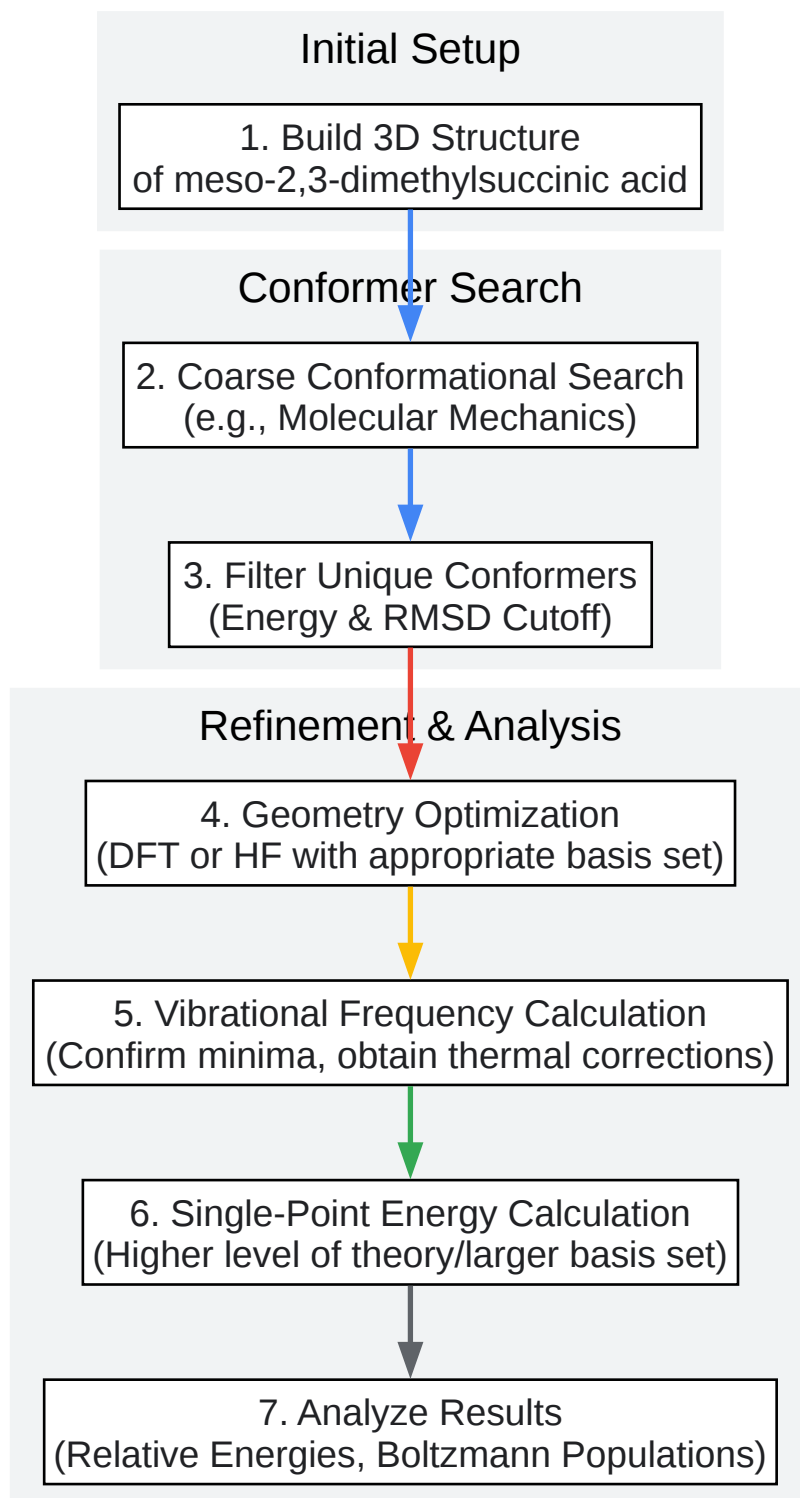 Initial Setup
1. Build 3D Structure
of meso-2,3-dimethylsuccinic acid
Conformer Search
2. Coarse Conformational Search
(e.g., Molecular Mechanics)
3. Filter Unique Conformers
(Energy & RMSD Cutoff)
Refinement & Analysis
4. Geometry Optimization
(DFT or HF with appropriate basis set)
5. Vibrational Frequency Calculation
(Confirm minima, obtain thermal corrections)
6. Single-Point Energy Calculation
(Higher level of theory/larger basis set)
7. Analyze Results
(Relative Energies, Boltzmann Populations)